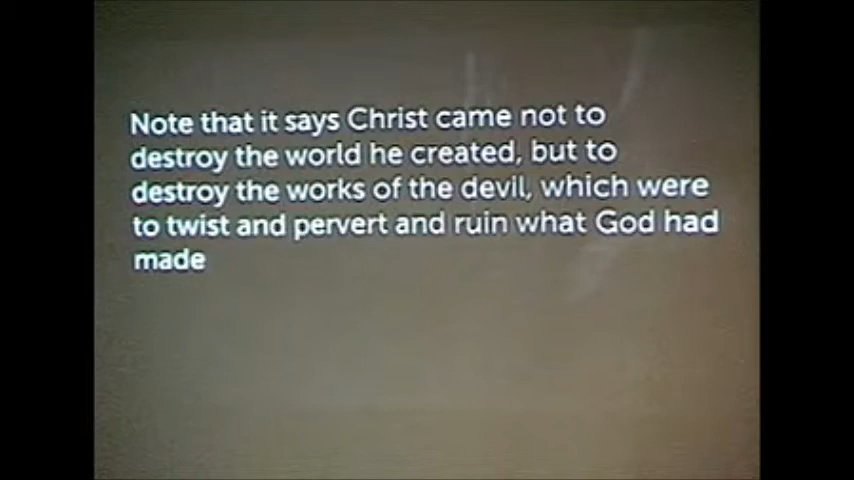 Note that it says Christ came not to
destroy the world he created, but to
destroy the works of the devil, which were
to twist and pervert and ruin what God had
made